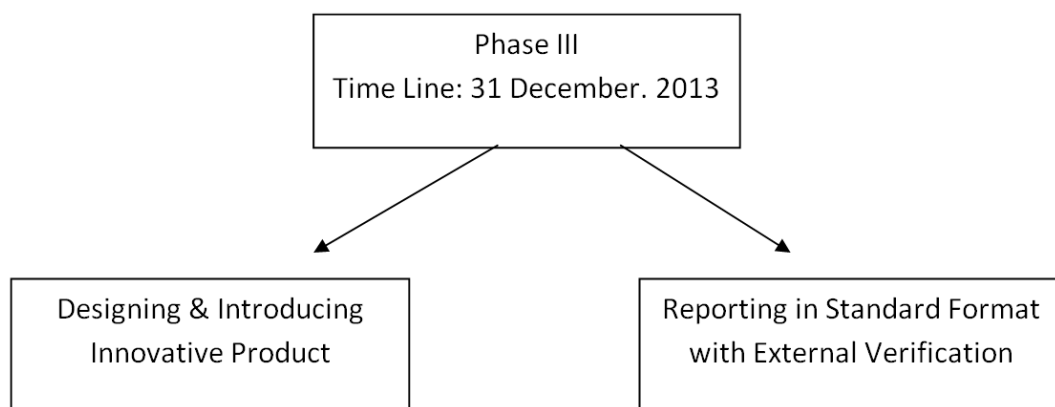 Phase III
Time Line: 31 December. 2013
Designing & Introducing
Innovative Product
Reporting in Standard Format
with External Verification